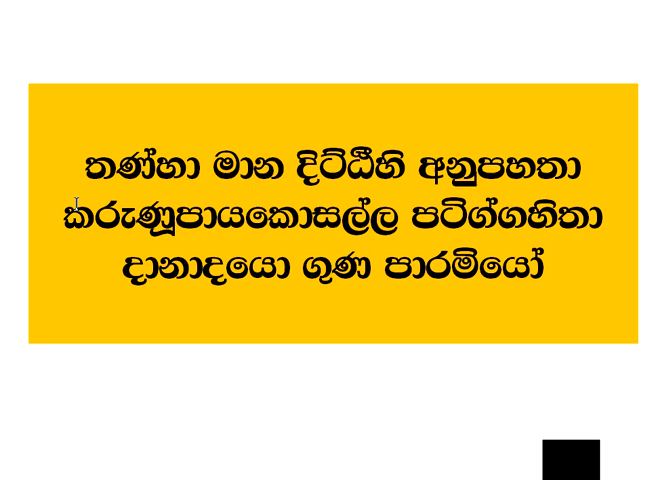 තණ්හා මාන දිට්ඨීහි අනුපහතා
කරුණූපායකොසල්ල පටිග්ගහිතා
දානාදයො ගුණ පාරමියෝ